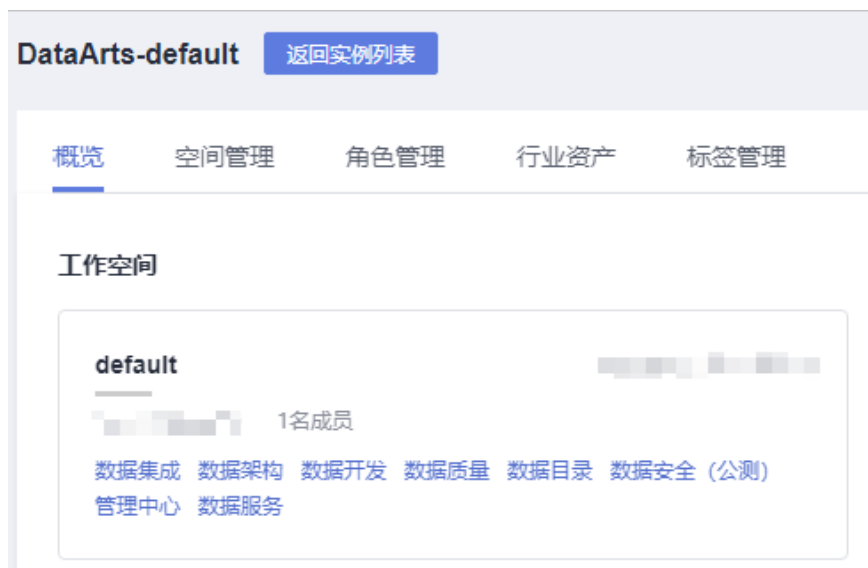 DataArts-default 返回实例列表
概览 空间管理 角色管理 行业资产 标签管理
工作空间
default
1名成员
数据集成 数据架构 数据开发 数据质量 数据目录 数据安全（公测）
管理中心 数据服务